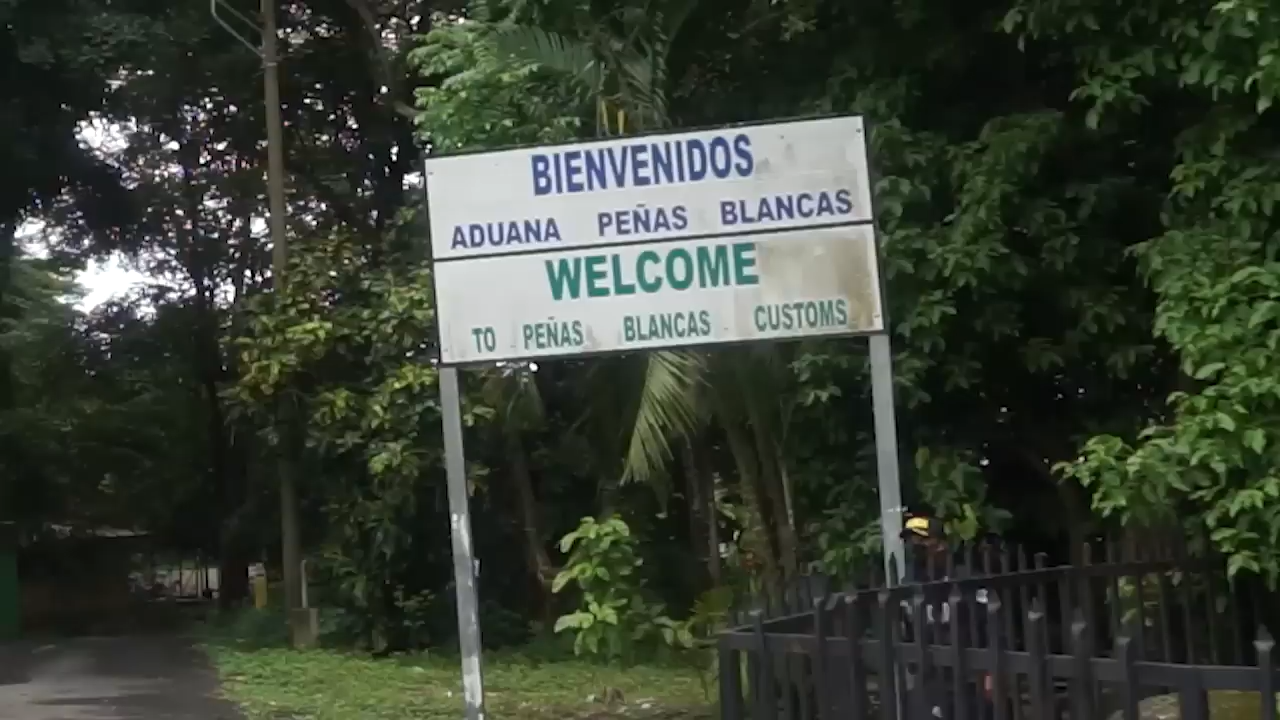 BIENVENIDOS
ADUANA PEÑAS BLANCAS
WELCOME
TO PEÑAS BLANCAS CUSTOMS